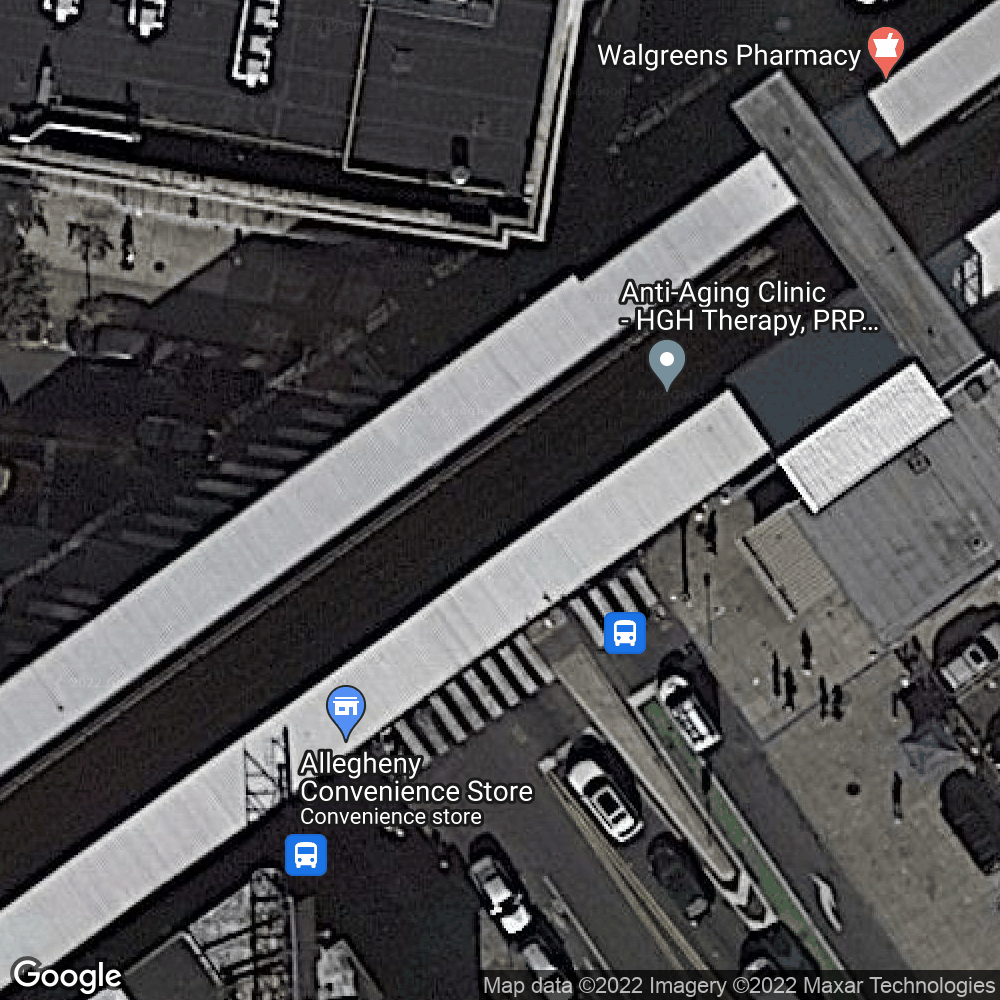 Walgreens Pharmacy
Anti-Aging Clinic
- HGH Therapy, PRP...
Allegheny
Convenience Store
Convenience store
Google
Map data ©2022 Imagery ©2022 Maxar Technologies